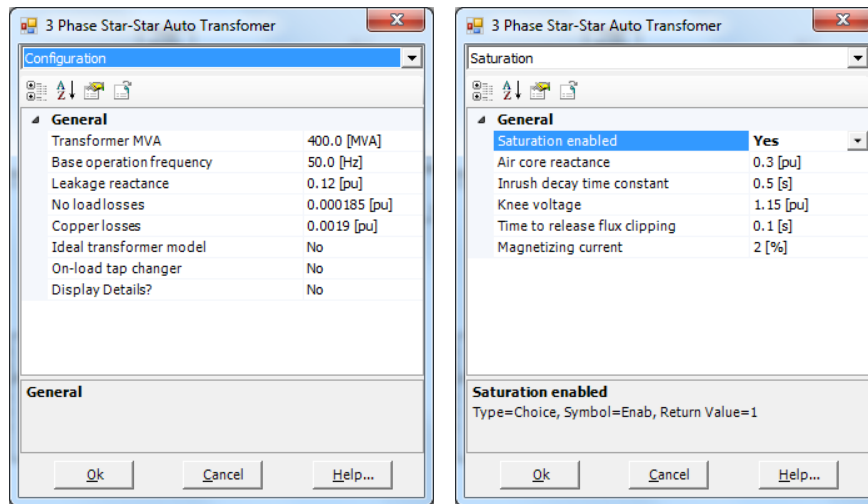 3 Phase Star-Star Auto Transfomer
Configuration
General
Transformer MVA 400.0 [MVA]
Base operation frequency 50.0 [Hz]
Leakage reactance 0.12 [pu]
No load losses 0.000185 [pu]
Copper losses 0.0019 [pu]
Ideal transformer model No
On-load tap changer No
Display Details? No
General
Ok Cancel Help...
3 Phase Star-Star Auto Transfomer
Saturation
General
Saturation enabled Yes
Air core reactance 0.3 [pu]
Inrush decay time constant 0.5 [s]
Knee voltage 1.15 [pu]
Time to release flux clipping 0.1 [s]
Magnetizing current 2 [%]
Saturation enabled
Type=Choice, Symbol=Enab, Return Value=1
Ok Cancel Help...